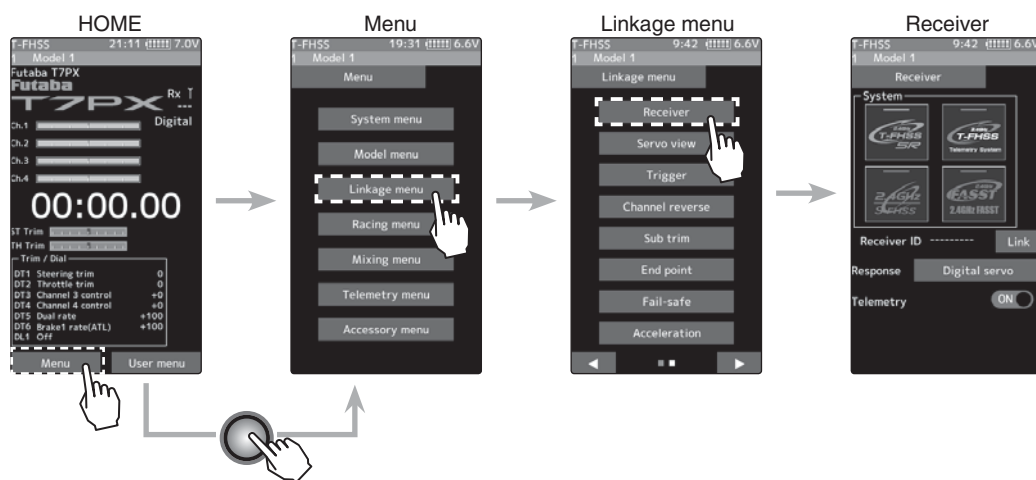 HOME
T-FHSS 21:11 7.0V
1 Model 1
Futaba T7PX
Futaba
T7PX
Rx
---
Digital
Ch.1
Ch.2
Ch.3
Ch.4
00:00.00
ST Trim
TH Trim
Trim / Dial
DT1 Steering trim 0
DT2 Throttle trim 0
DT3 Channel 3 control +0
DT4 Channel 4 control +0
DT5 Dual rate +100
DT6 Brake1 rate(ATL) +100
DL1 Off
Menu User menu
Menu
T-FHSS 19:31 6.6V
1 Model 1
Menu
System menu
Model menu
Linkage menu
Racing menu
Mixing menu
Telemetry menu
Accessory menu
Linkage menu
T-FHSS 9:42 6.6V
1 Model 1
Linkage menu
Receiver
Servo view
Trigger
Channel reverse
Sub trim
End point
Fail-safe
Acceleration
Receiver
T-FHSS 9:42 6.6V
1 Model 1
Receiver
System
2.4GHz T-FHSS SR
2.4GHz T-FHSS Telemetry System
2.4GHz S-FHSS
2.4GHz FASST 2.4GHz FASST
Receiver ID --------- Link
Response Digital servo
Telemetry ON